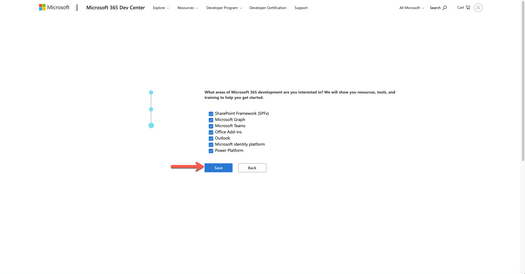 Microsoft | Microsoft 365 Dev Center Explore Resources Developer Program Developer Certification Support All Microsoft Search Cart
What areas of Microsoft 365 development are you interested in? We will show you resources, tools, and
training to help you get started.
SharePoint Framework (SPFx)
Microsoft Graph
Microsoft Teams
Office Add-ins
Outlook
Microsoft identity platform
Power Platform
Save Back